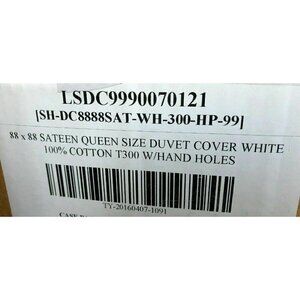 LSDC9990070121
[SH-DC8888SAT-WH-300-HP-99]
88 x 88 SATEEN QUEEN SIZE DUVET COVER WHITE
100% COTTON T300 W/HAND HOLES
TY-20160407-1091